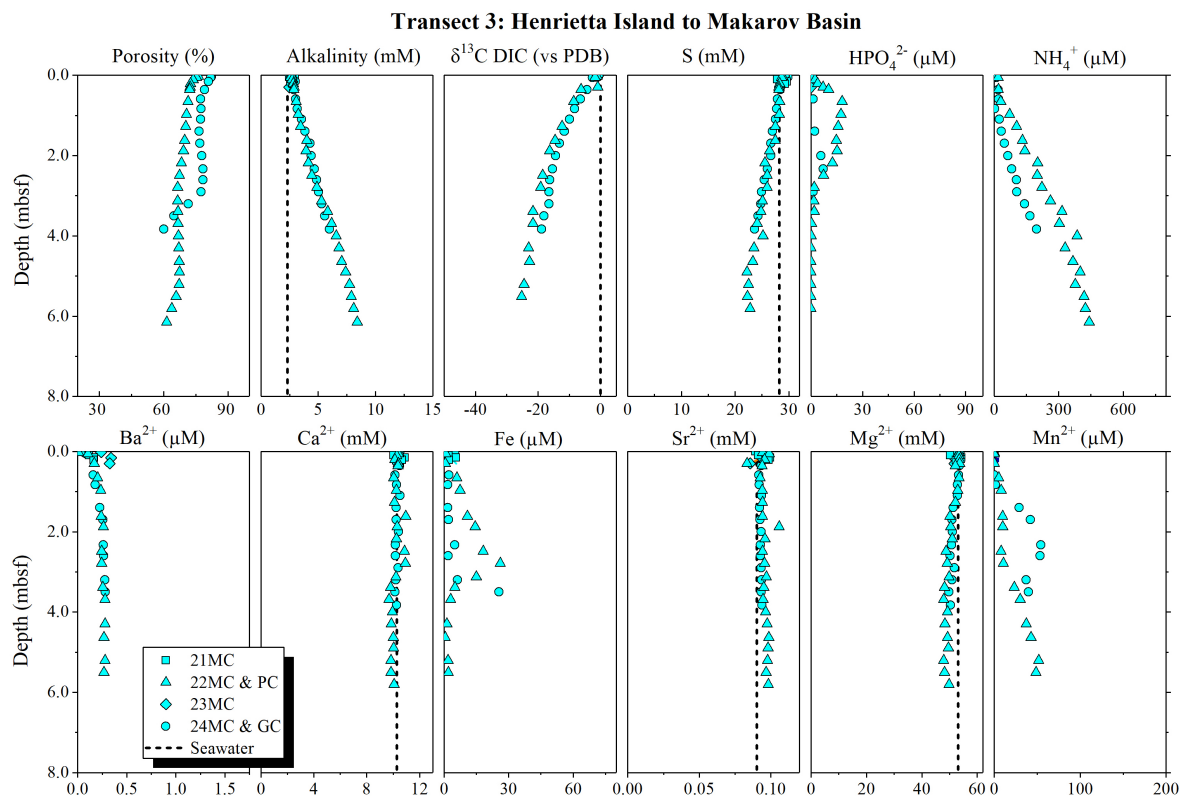 Transect 3: Henrietta Island to Makarov Basin
Porosity (%) Alkalinity (mM) δ¹³C DIC (vs PDB) S (mM) HPO₄²⁻ (µM) NH₄⁺ (µM)
0.0
2.0
4.0
6.0
8.0
Depth (mbsf)
30 60 90 0 5 10 15 -40 -20 0 0 10 20 30 0 30 60 90 0 300 600
Ba²⁺ (µM) Ca²⁺ (mM) Fe (µM) Sr²⁺ (mM) Mg²⁺ (mM) Mn²⁺ (µM)
0.0
2.0
4.0
6.0
8.0
Depth (mbsf)
21MC
22MC & PC
23MC
24MC & GC
Seawater
0.0 0.5 1.0 1.5 0 4 8 12 0 30 60 0.00 0.05 0.10 0 20 40 60 0 100 200